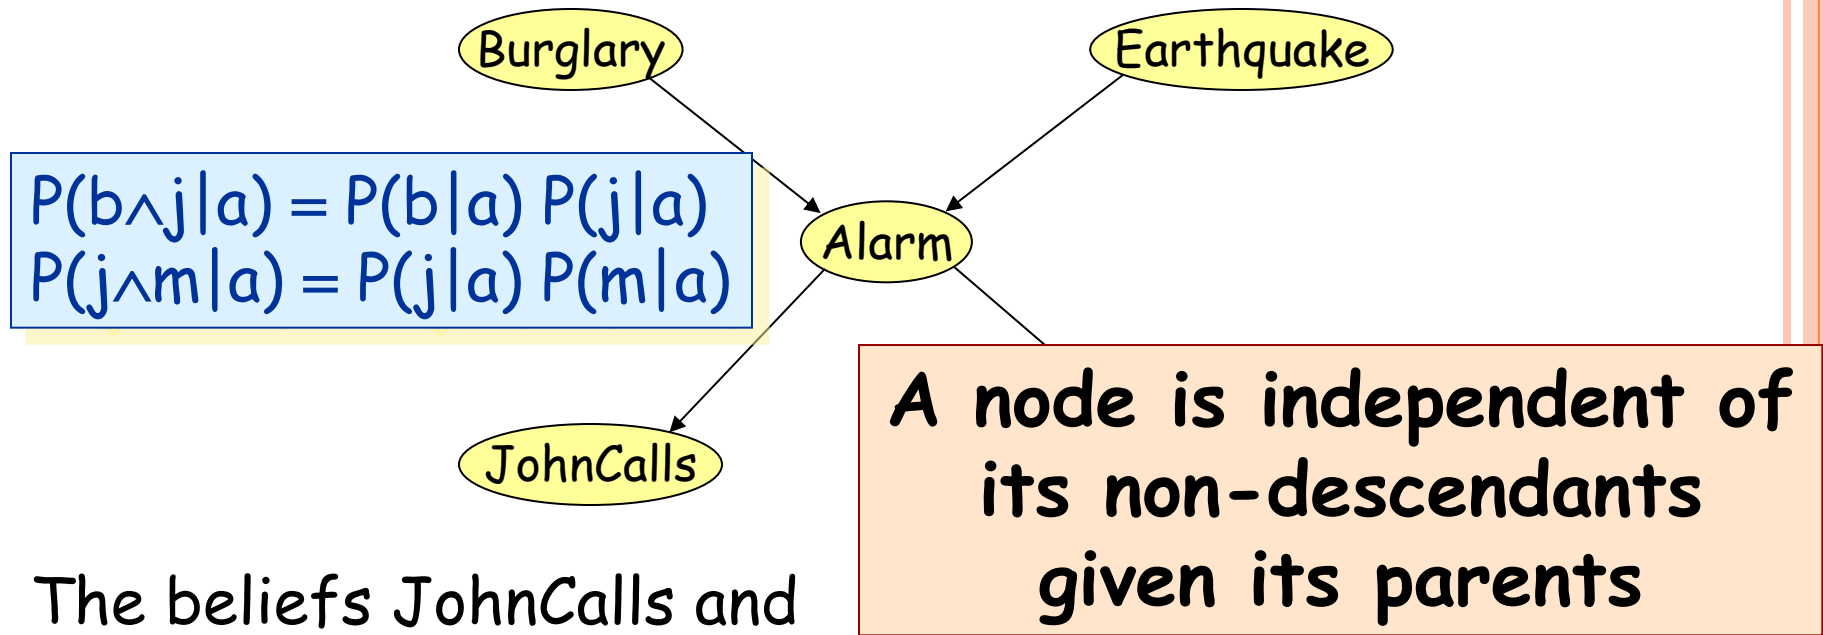 Burglary
Earthquake
P(b∧j|a) = P(b|a) P(j|a)
P(j∧m|a) = P(j|a) P(m|a)
Alarm
JohnCalls
A node is independent of
its non-descendants
given its parents
The beliefs JohnCalls and